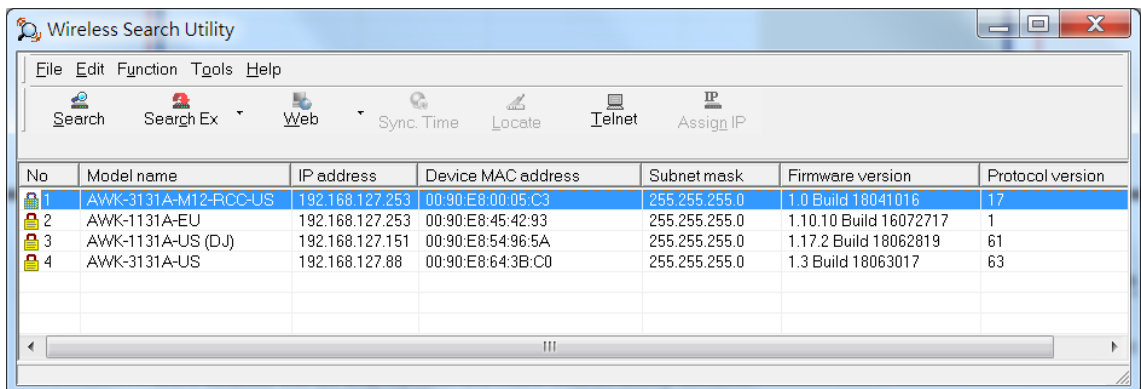 Wireless Search Utility
File Edit Function Tools Help
Search Search Ex Web Sync. Time Locate Telnet IP Assign IP
No Model name IP address Device MAC address Subnet mask Firmware version Protocol version
1 AWK-3131A-M12-RCC-US 192.168.127.253 00:90:E8:00:05:C3 255.255.255.0 1.0 Build 18041016 17
2 AWK-1131A-EU 192.168.127.253 00:90:E8:45:42:93 255.255.255.0 1.10.10 Build 16072717 1
3 AWK-1131A-US (DJ) 192.168.127.151 00:90:E8:54:96:5A 255.255.255.0 1.17.2 Build 18062819 61
4 AWK-3131A-US 192.168.127.88 00:90:E8:64:3B:C0 255.255.255.0 1.3 Build 18063017 63